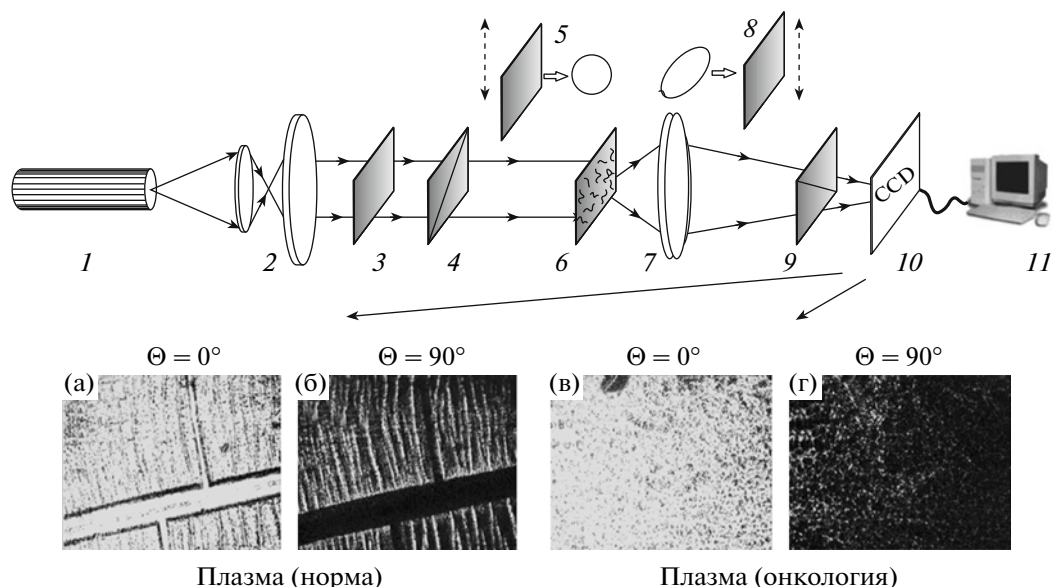 5 8
CCD
1 2 3 4 6 7 9 10 11
Θ = 0° Θ = 90° Θ = 0° Θ = 90°
(а) (б) (в) (г)
Плазма (норма) Плазма (онкология)